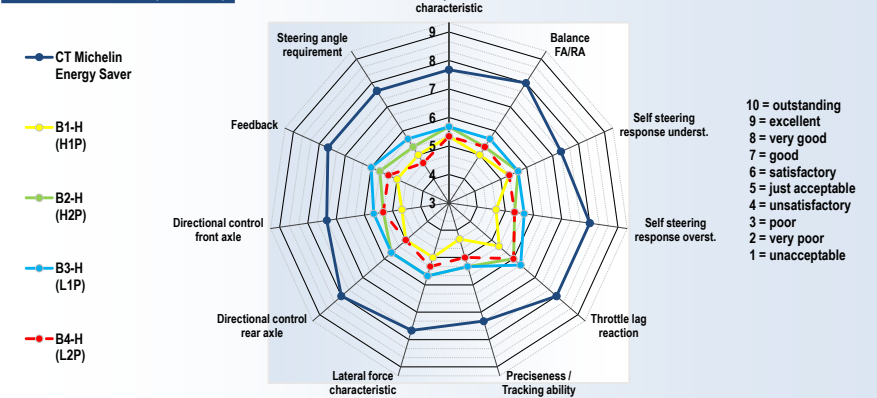 characteristic
Steering angle
requirement
Balance
FA/RA
9
8
7
6
5
4
3
CT Michelin
Energy Saver
B1-H
(H1P)
B2-H
(H2P)
B3-H
(L1P)
B4-H
(L2P)
Feedback
Self steering
response underst.
Directional control
front axle
Self steering
response overst.
Directional control
rear axle
Throttle lag
reaction
Lateral force
characteristic
Preciseness /
Tracking ability
10 = outstanding
9 = excellent
8 = very good
7 = good
6 = satisfactory
5 = just acceptable
4 = unsatisfactory
3 = poor
2 = very poor
1 = unacceptable